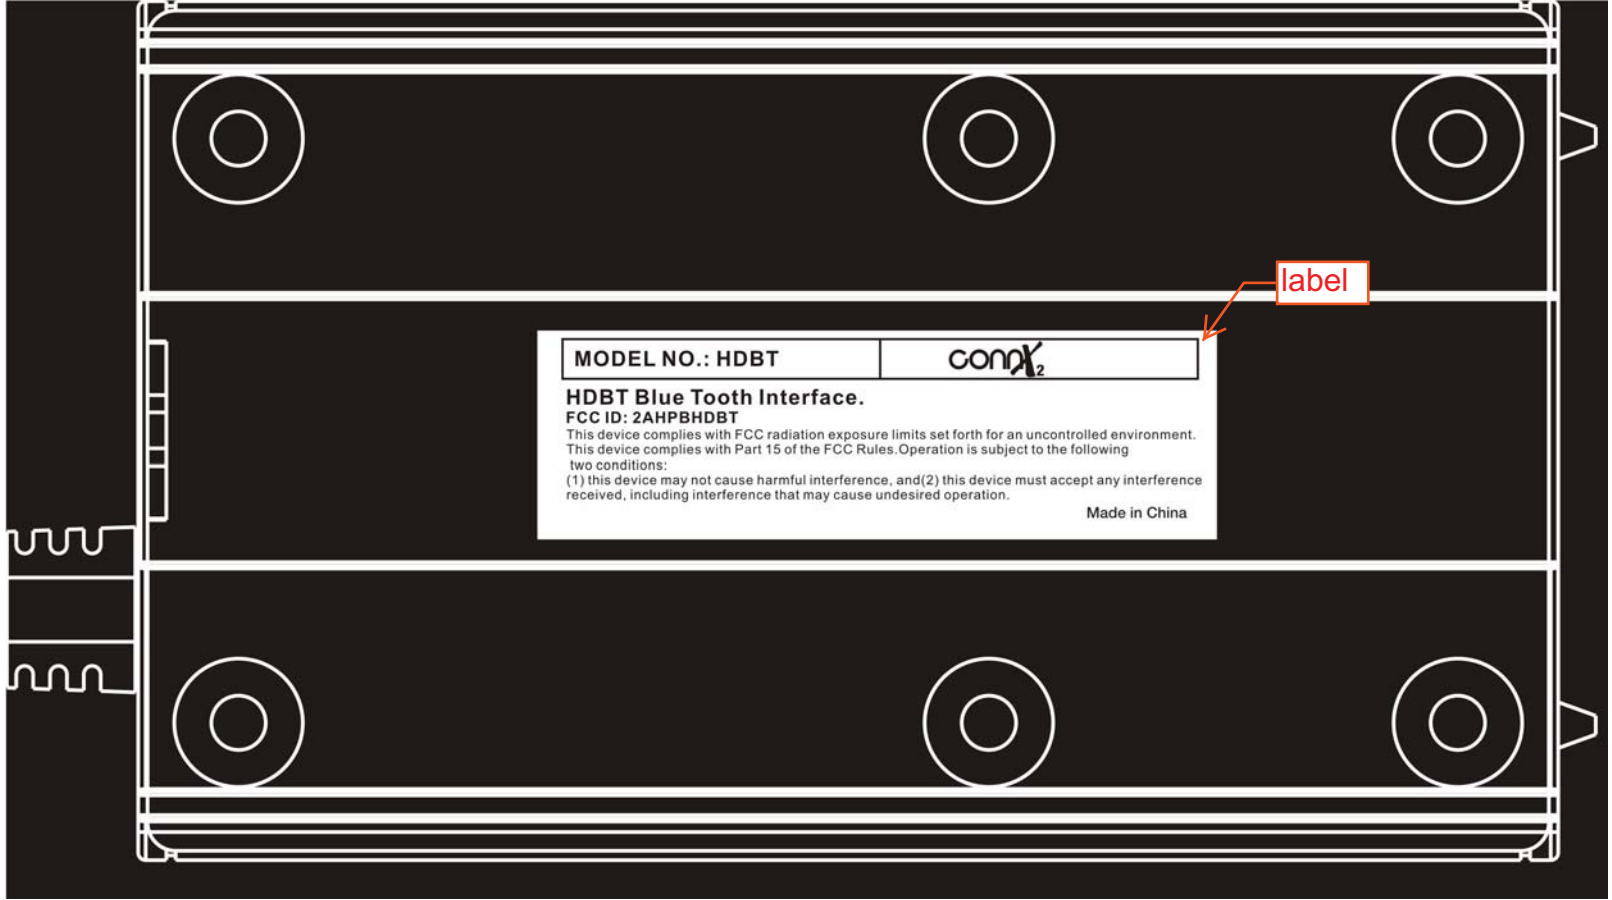 label
MODEL NO.: HDBT
connX2
HDBT Blue Tooth Interface.
FCC ID: 2AHPBHDBT
This device complies with FCC radiation exposure limits set forth for an uncontrolled environment.
This device complies with Part 15 of the FCC Rules.Operation is subject to the following
two conditions:
(1) this device may not cause harmful interference, and(2) this device must accept any interference
received, including interference that may cause undesired operation.
Made in China